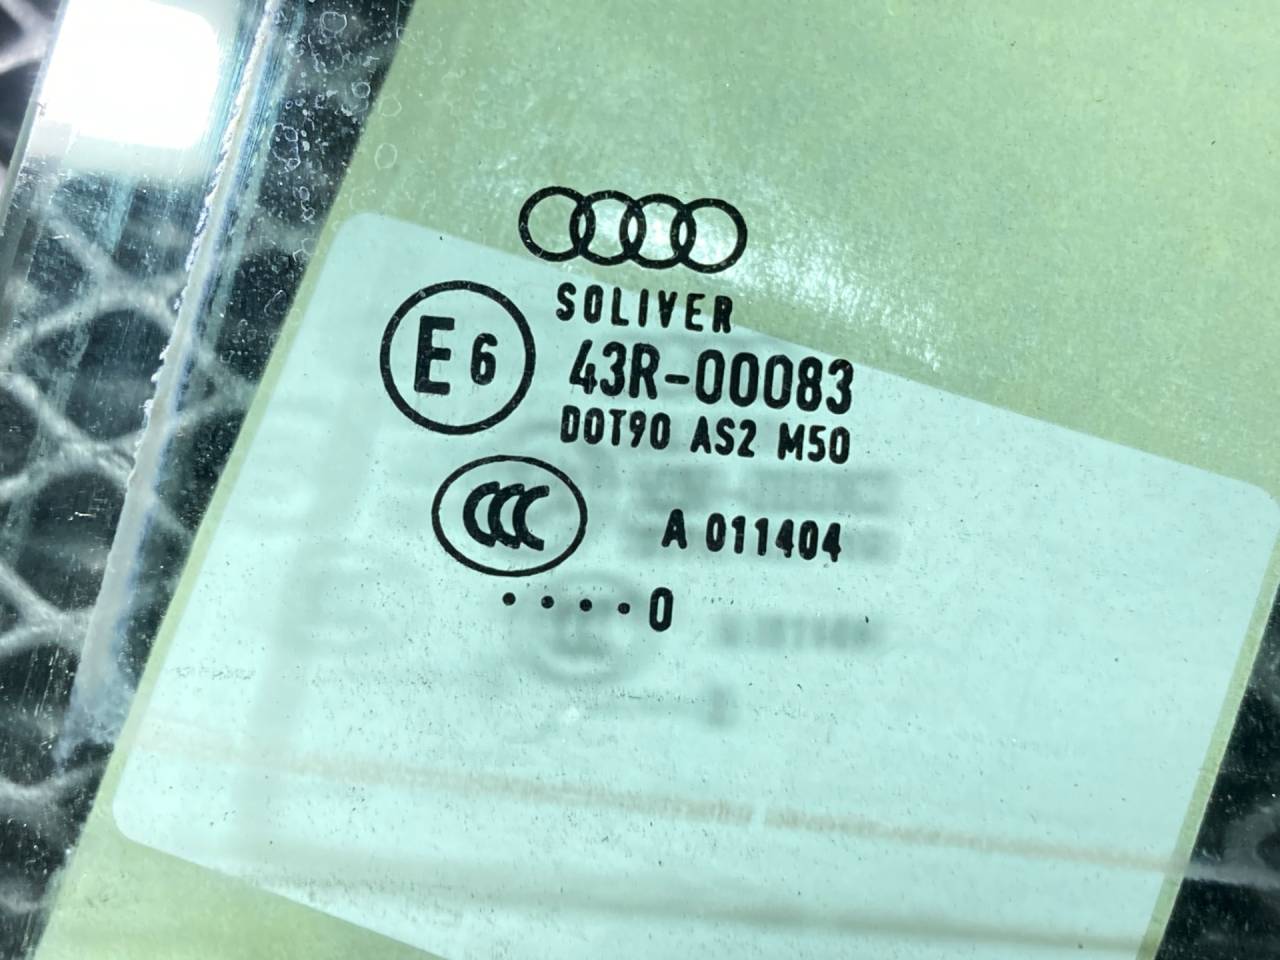 SOLIVER
E6
43R-00083
DOT90 AS2 M50
CCC
A 011404
....0